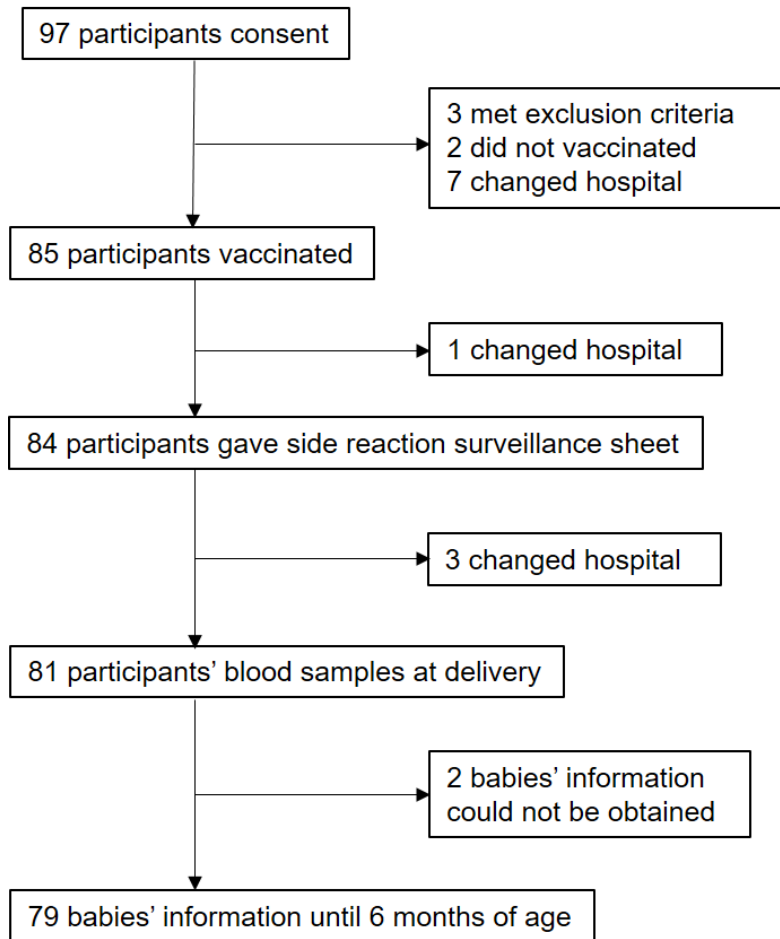 97 participants consent
3 met exclusion criteria
2 did not vaccinated
7 changed hospital
85 participants vaccinated
1 changed hospital
84 participants gave side reaction surveillance sheet
3 changed hospital
81 participants’ blood samples at delivery
2 babies’ information
could not be obtained
79 babies’ information until 6 months of age